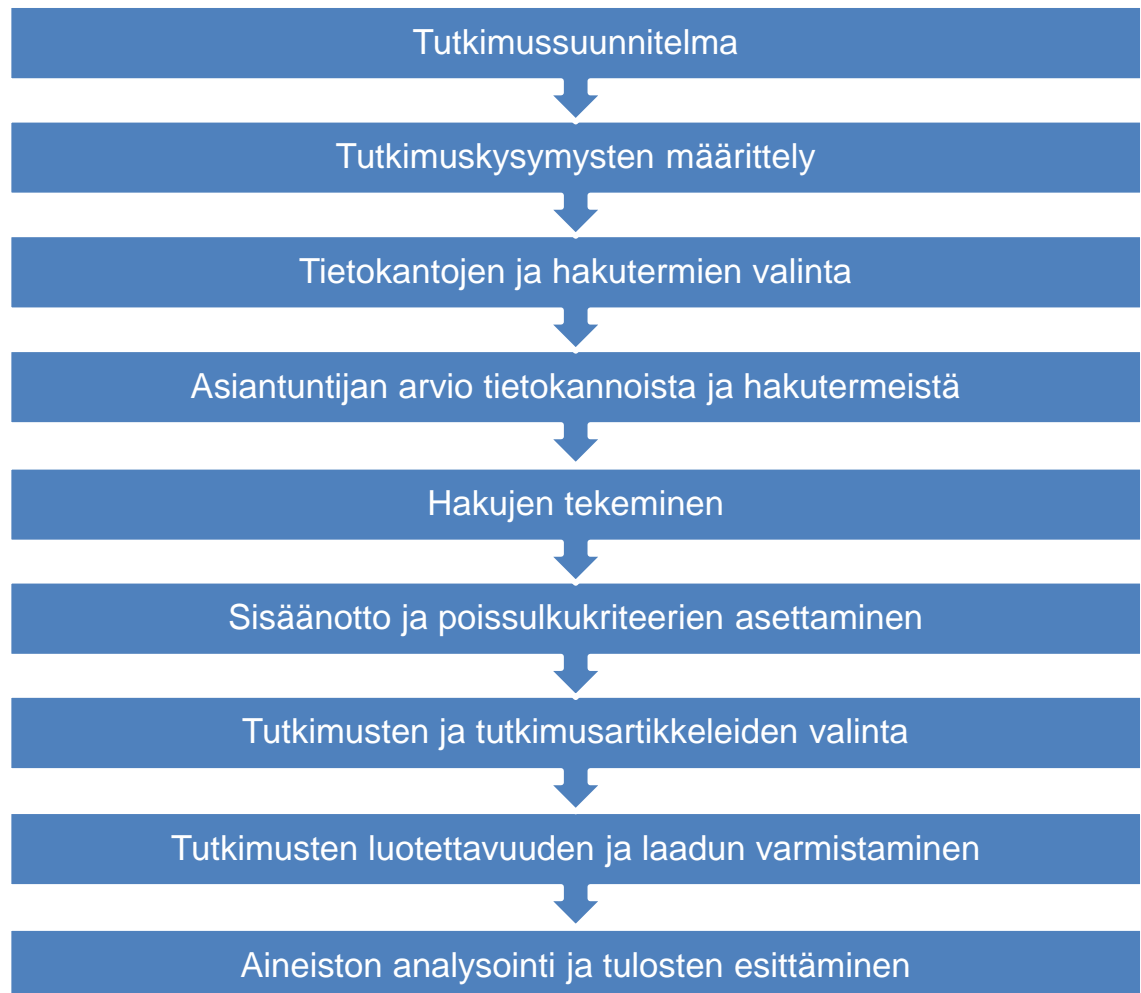 Tutkimussuunnitelma
Tutkimuskysymysten määrittely
Tietokantojen ja hakutermien valinta
Asiantuntijan arvio tietokannoista ja hakutermeistä
Hakujen tekeminen
Sisäänotto ja poissulkukriteerien asettaminen
Tutkimusten ja tutkimusartikkeleiden valinta
Tutkimusten luotettavuuden ja laadun varmistaminen
Aineiston analysointi ja tulosten esittäminen